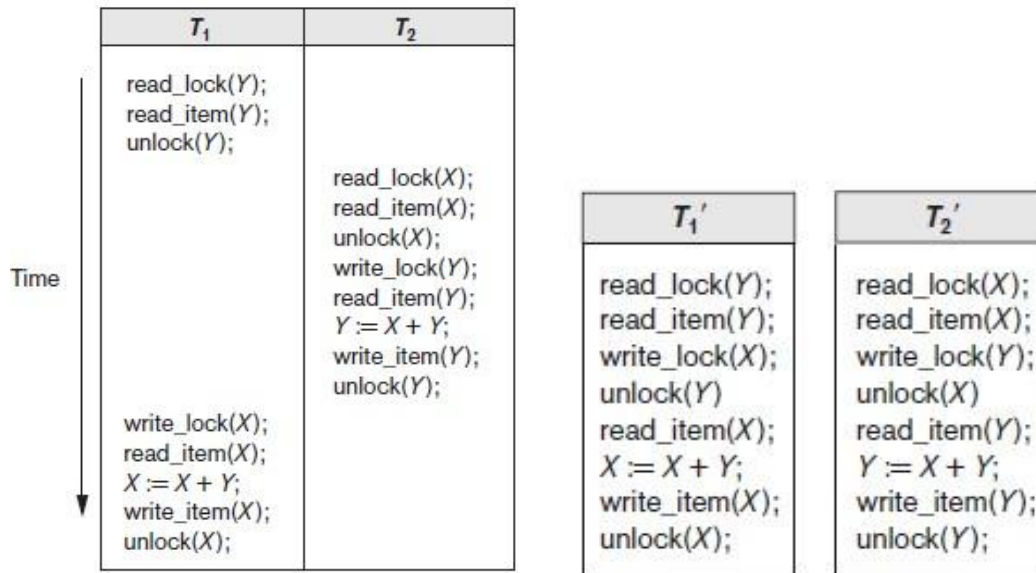 T₁ T₂
read_lock(Y);
read_item(Y);
unlock(Y);
read_lock(X);
read_item(X);
unlock(X);
write_lock(Y);
read_item(Y);
Y := X + Y;
write_item(Y);
unlock(Y);
write_lock(X);
read_item(X);
X := X + Y;
write_item(X);
unlock(X);
Time
T₁′
read_lock(Y);
read_item(Y);
write_lock(X);
unlock(Y)
read_item(X);
X := X + Y;
write_item(X);
unlock(X);
T₂′
read_lock(X);
read_item(X);
write_lock(Y);
unlock(X)
read_item(Y);
Y := X + Y;
write_item(Y);
unlock(Y);